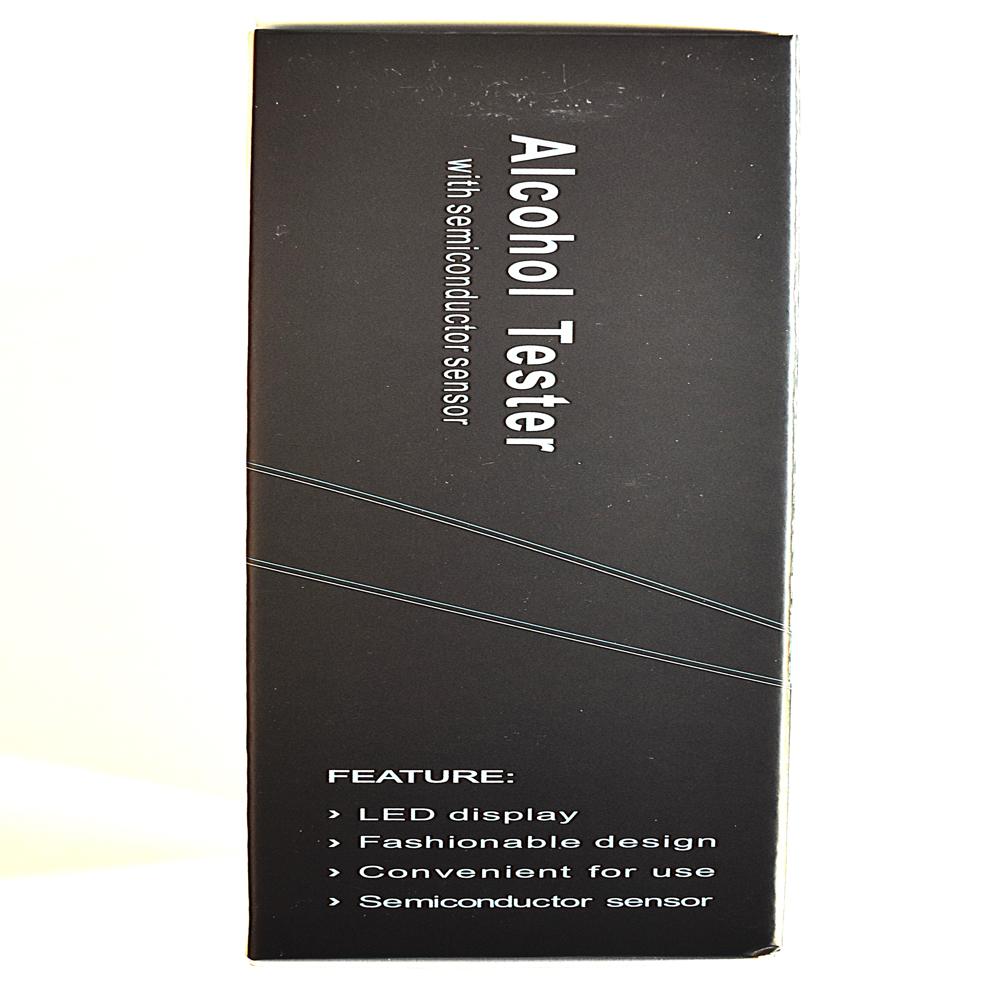 Alcohol Tester
with semiconductor sensor
FEATURE:
› LED display
› Fashionable design
› Convenient for use
› Semiconductor sensor